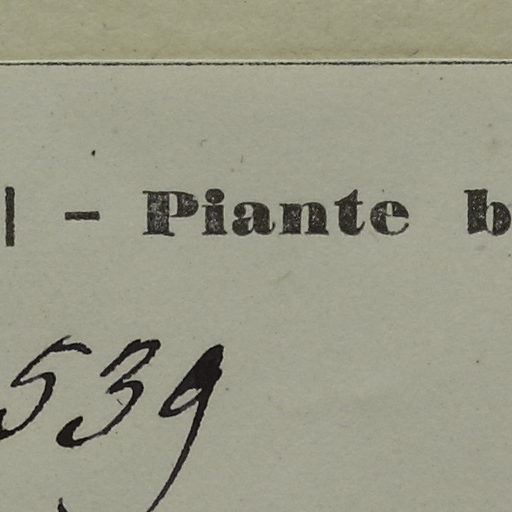 | – Piante b
539